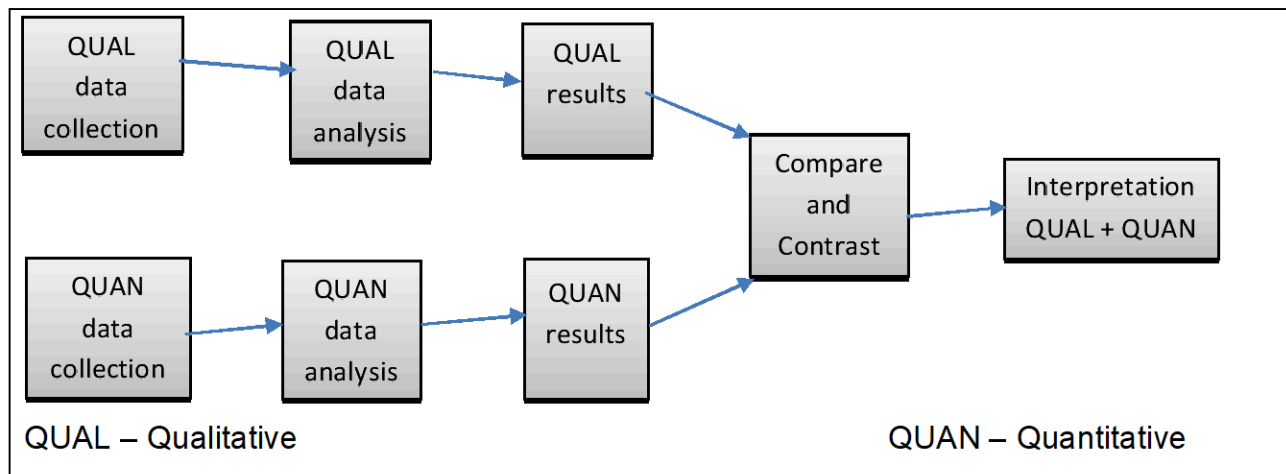 QUAL
data
collection
QUAL
data
analysis
QUAL
results
Compare
and
Contrast
Interpretation
QUAL + QUAN
QUAN
data
collection
QUAN
data
analysis
QUAN
results
QUAL – Qualitative
QUAN – Quantitative